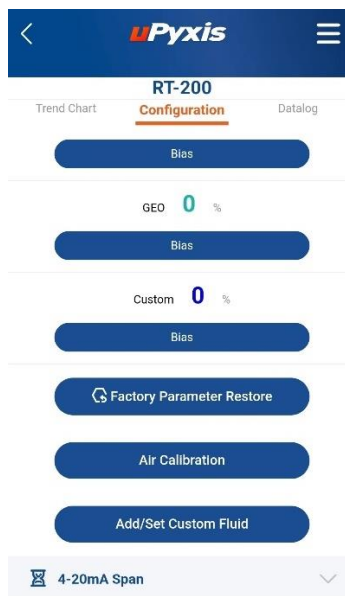 uPyxis
RT-200
Trend Chart Configuration Datalog
Bias
GEO 0 %
Bias
Custom 0 %
Bias
Factory Parameter Restore
Air Calibration
Add/Set Custom Fluid
4-20mA Span